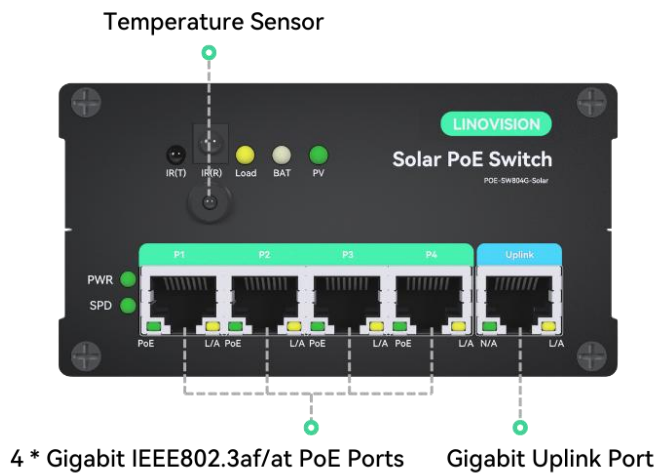 Temperature Sensor
LINOVISION
Solar PoE Switch
POE-SW804G-Solar
IR(T) IR(R) Load BAT PV
P1 P2 P3 P4 Uplink
PWR
SPD
PoE L/A PoE L/A PoE L/A PoE L/A N/A L/A
4 * Gigabit IEEE802.3af/at PoE Ports Gigabit Uplink Port